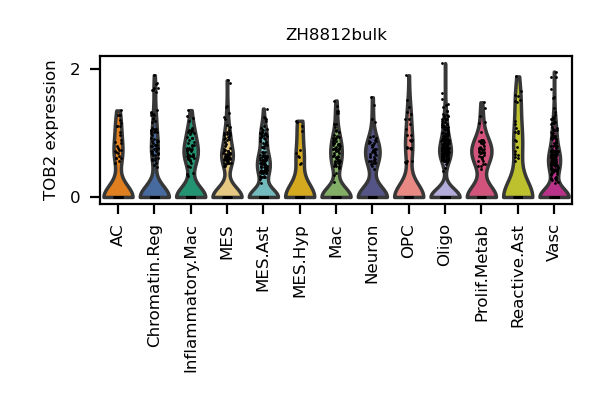 ZH8812bulk
TOB2 expression
2
0
AC
Chromatin.Reg
Inflammatory.Mac
MES
MES.Ast
MES.Hyp
Mac
Neuron
OPC
Oligo
Prolif.Metab
Reactive.Ast
Vasc